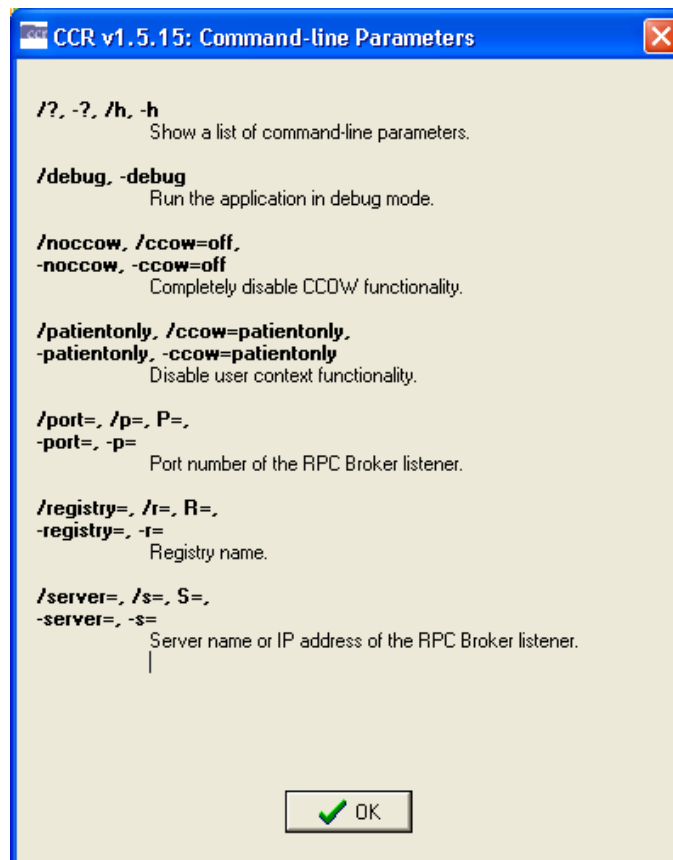 ccr CCR v1.5.15: Command-line Parameters
/?, -?, /h, -h
Show a list of command-line parameters.
/debug, -debug
Run the application in debug mode.
/noccow, /ccow=off,
-noccow, -ccow=off
Completely disable CCOW functionality.
/patientonly, /ccow=patientonly,
-patientonly, -ccow=patientonly
Disable user context functionality.
/port=, /p=, P=,
-port=, -p=
Port number of the RPC Broker listener.
/registry=, /r=, R=,
-registry=, -r=
Registry name.
/server=, /s=, S=,
-server=, -s=
Server name or IP address of the RPC Broker listener.
OK